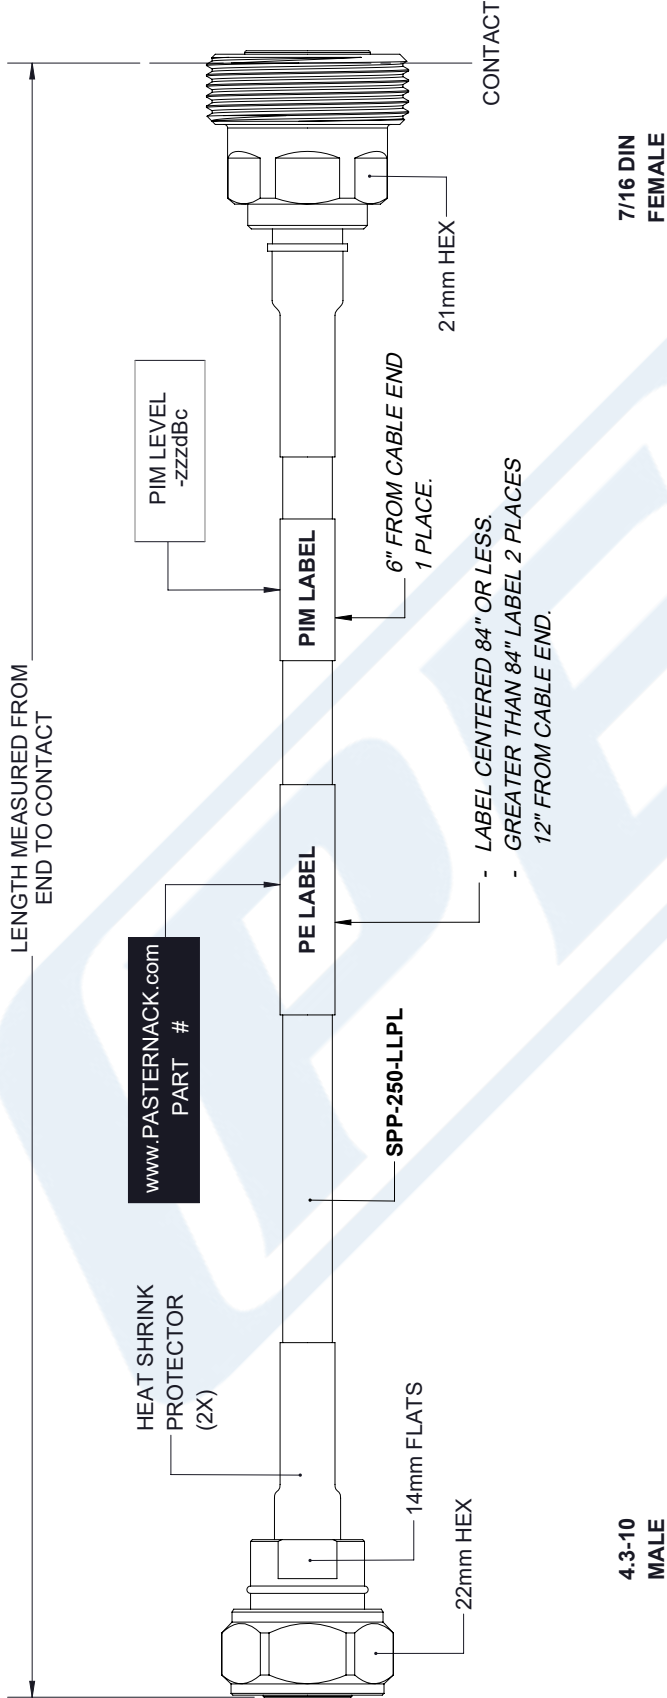 LENGTH MEASURED FROM
END TO CONTACT
HEAT SHRINK
PROTECTOR
(2X)
www.PASTERNACK.com
PART #
PIM LEVEL
-zzzdBc
PE LABEL
PIM LABEL
14mm FLATS
22mm HEX
SPP-250-LLPL
6" FROM CABLE END
1 PLACE.
21mm HEX
CONTACT
- LABEL CENTERED 84" OR LESS.
- GREATER THAN 84" LABEL 2 PLACES
12" FROM CABLE END.
4.3-10
MALE
7/16 DIN
FEMALE